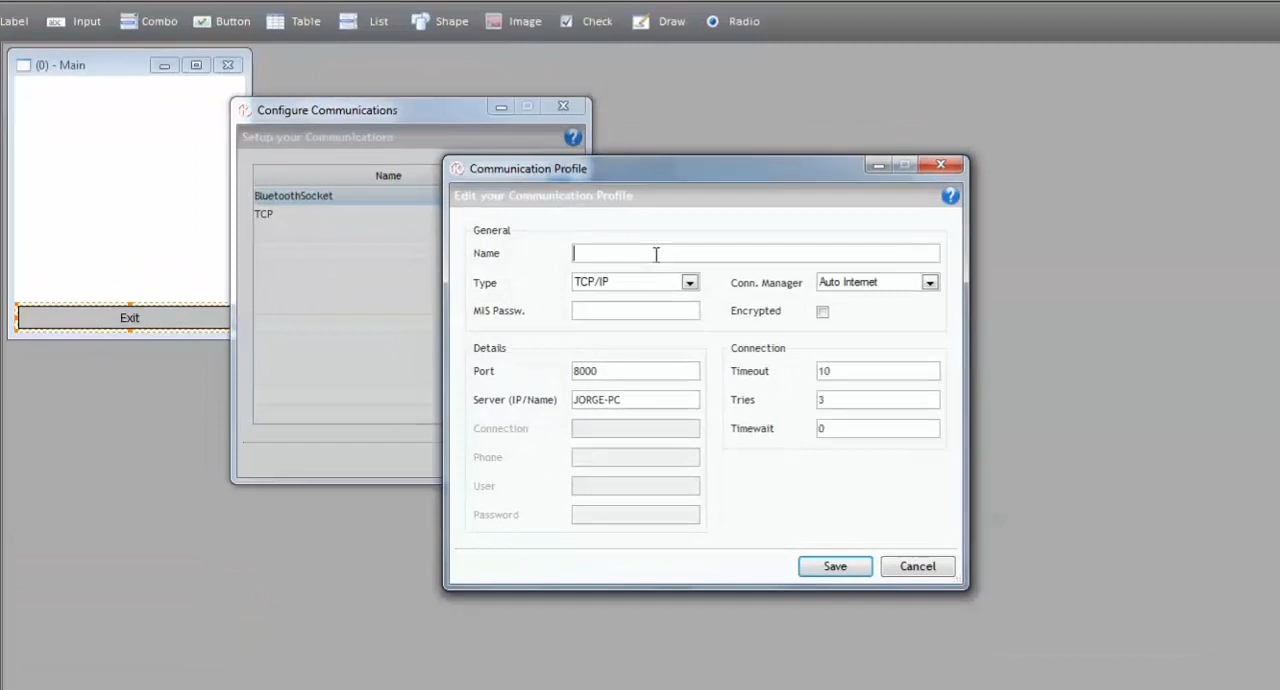 Label Input Combo Button Table List Shape Image Check Draw Radio
(0) - Main
Configure Communications
Setup your Communications
Name
BluetoothSocket
TCP
Exit
Communication Profile
Edit your Communication Profile
General
Name
Type TCP/IP Conn. Manager Auto Internet
MIS Passw. Encrypted
Details Connection
Port 8000 Timeout 10
Server (IP/Name) JORGE-PC Tries 3
Connection Timewait 0
Phone
User
Password
Save Cancel